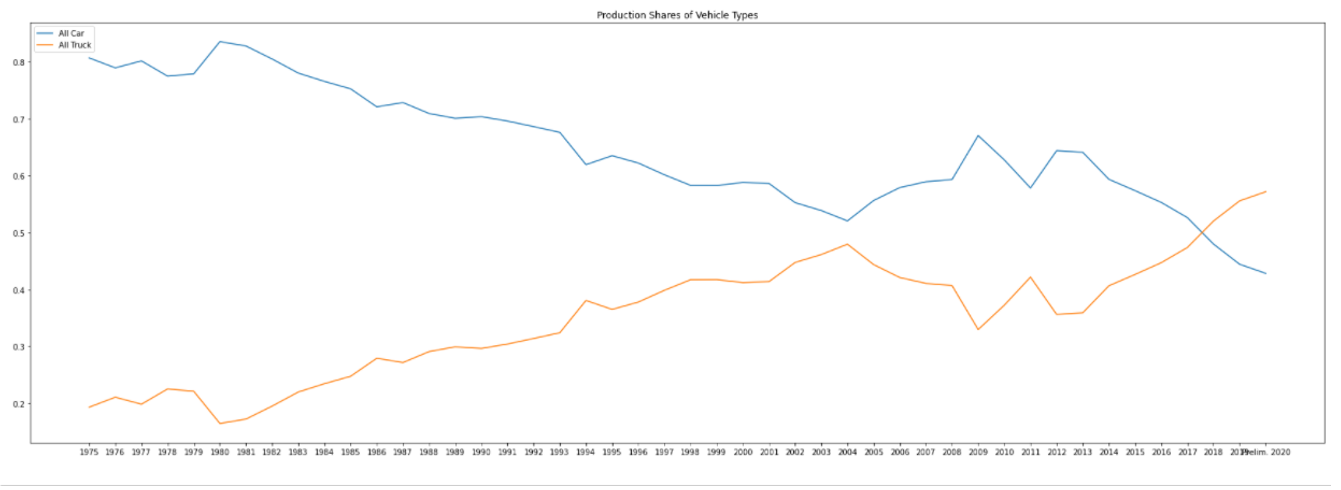 Production Shares of Vehicle Types
All Car
All Truck
0.8
0.7
0.6
0.5
0.4
0.3
0.2
1975 1976 1977 1978 1979 1980 1981 1982 1983 1984 1985 1986 1987 1988 1989 1990 1991 1992 1993 1994 1995 1996 1997 1998 1999 2000 2001 2002 2003 2004 2005 2006 2007 2008 2009 2010 2011 2012 2013 2014 2015 2016 2017 2018 2019 Prelim. 2020